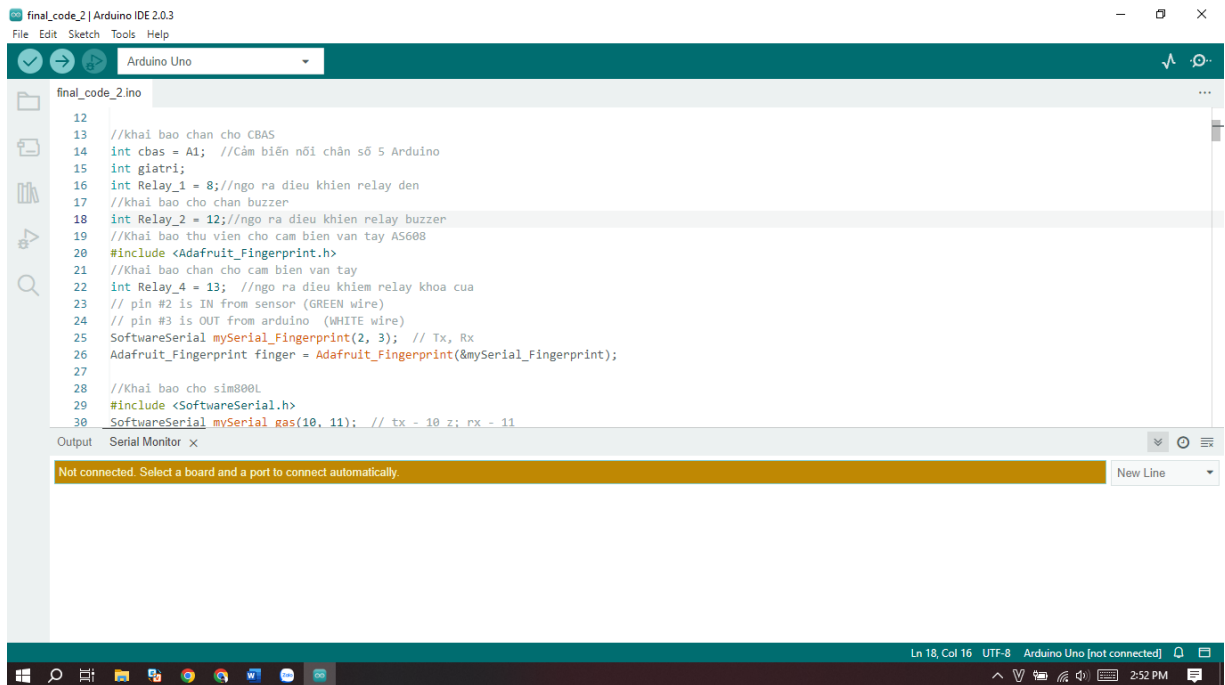 final_code_2 | Arduino IDE 2.0.3
File Edit Sketch Tools Help
Arduino Uno
final_code_2.ino
12
13 //khai bao chan cho CBAS
14 int cbas = A1; //Cảm biến nối chân số 5 Arduino
15 int giatri;
16 int Relay_1 = 8;//ngo ra dieu khien relay den
17 //khai bao cho chan buzzer
18 int Relay_2 = 12;//ngo ra dieu khien relay buzzer
19 //Khai bao thu vien cho cam bien van tay AS608
20 #include <Adafruit_Fingerprint.h>
21 //Khai bao chan cho cam bien van tay
22 int Relay_4 = 13; //ngo ra dieu khiem relay khoa cua
23 // pin #2 is IN from sensor (GREEN wire)
24 // pin #3 is OUT from arduino (WHITE wire)
25 SoftwareSerial mySerial_Fingerprint(2, 3); // Tx, Rx
26 Adafruit_Fingerprint finger = Adafruit_Fingerprint(&mySerial_Fingerprint);
27
28 //Khai bao cho sim800L
29 #include <SoftwareSerial.h>
30 SoftwareSerial mySerial_gas(10, 11); // tx - 10 z; rx - 11
Output Serial Monitor
Not connected. Select a board and a port to connect automatically.
New Line
Ln 18, Col 16 UTF-8 Arduino Uno [not connected]
2:52 PM